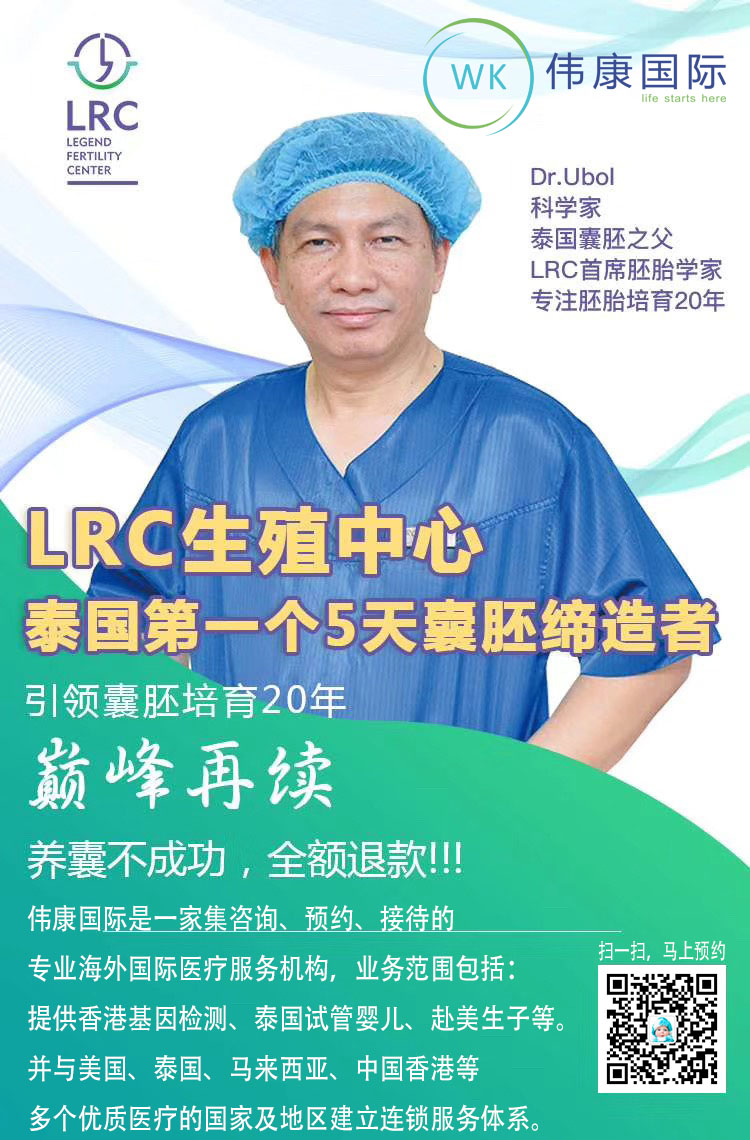 LRC
LEGEND
FERTILITY
CENTER
WK
伟康国际
life starts here
Dr.Ubol
科学家
泰国囊胚之父
LRC首席胚胎学家
专注胚胎培育20年
LRC生殖中心
泰国第一个5天囊胚缔造者
引领囊胚培育20年
巅峰再续
养囊不成功，全额退款!!!
伟康国际是一家集咨询、预约、接待的
专业海外国际医疗服务机构，业务范围包括：
提供香港基因检测、泰国试管婴儿、赴美生子等。
并与美国、泰国、马来西亚、中国香港等
多个优质医疗的国家及地区建立连锁服务体系。
扫一扫，马上预约